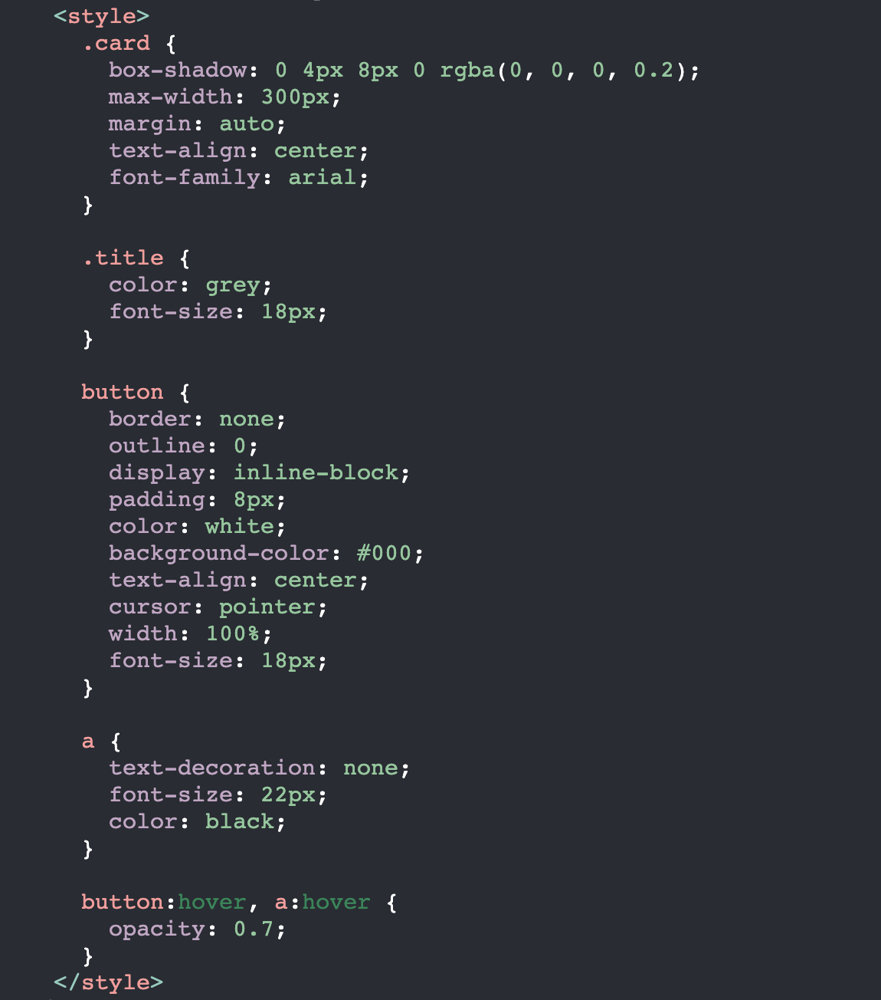 <style>
  .card {
    box-shadow: 0 4px 8px 0 rgba(0, 0, 0, 0.2);
    max-width: 300px;
    margin: auto;
    text-align: center;
    font-family: arial;
  }

  .title {
    color: grey;
    font-size: 18px;
  }

  button {
    border: none;
    outline: 0;
    display: inline-block;
    padding: 8px;
    color: white;
    background-color: #000;
    text-align: center;
    cursor: pointer;
    width: 100%;
    font-size: 18px;
  }

  a {
    text-decoration: none;
    font-size: 22px;
    color: black;
  }

  button:hover, a:hover {
    opacity: 0.7;
  }
</style>